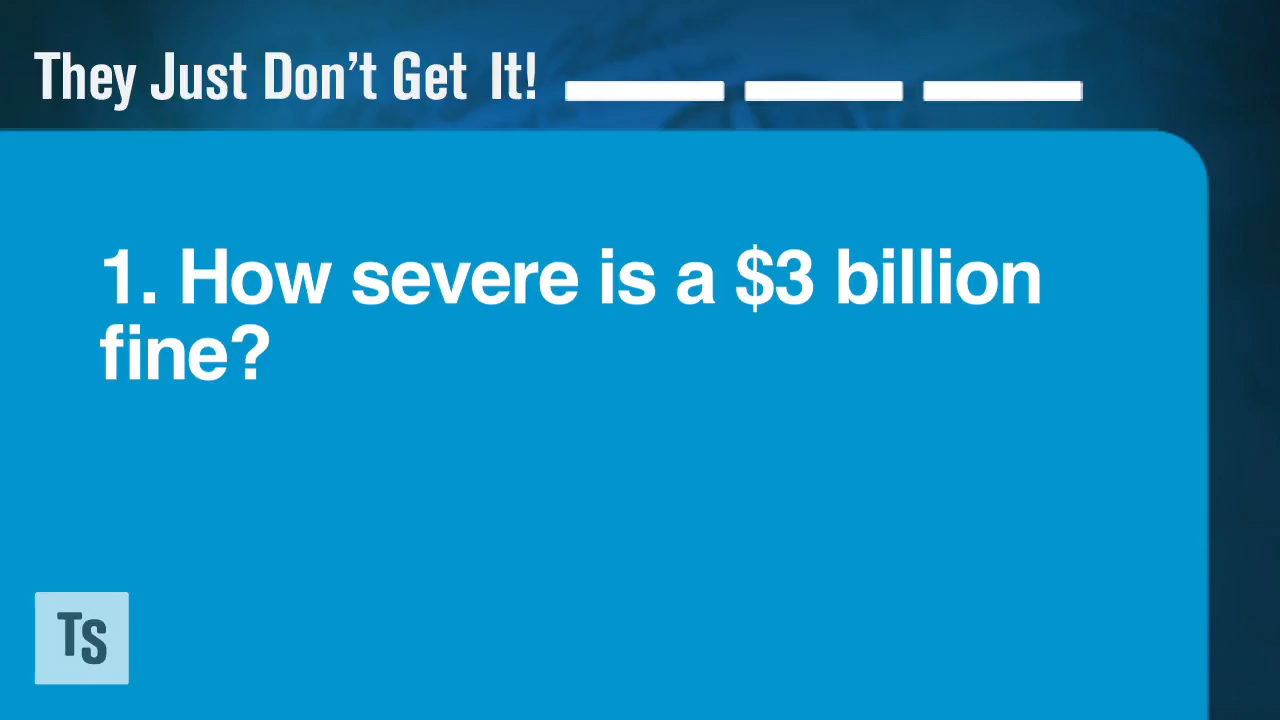 They Just Don't Get It!
1. How severe is a $3 billion
fine?
Ts